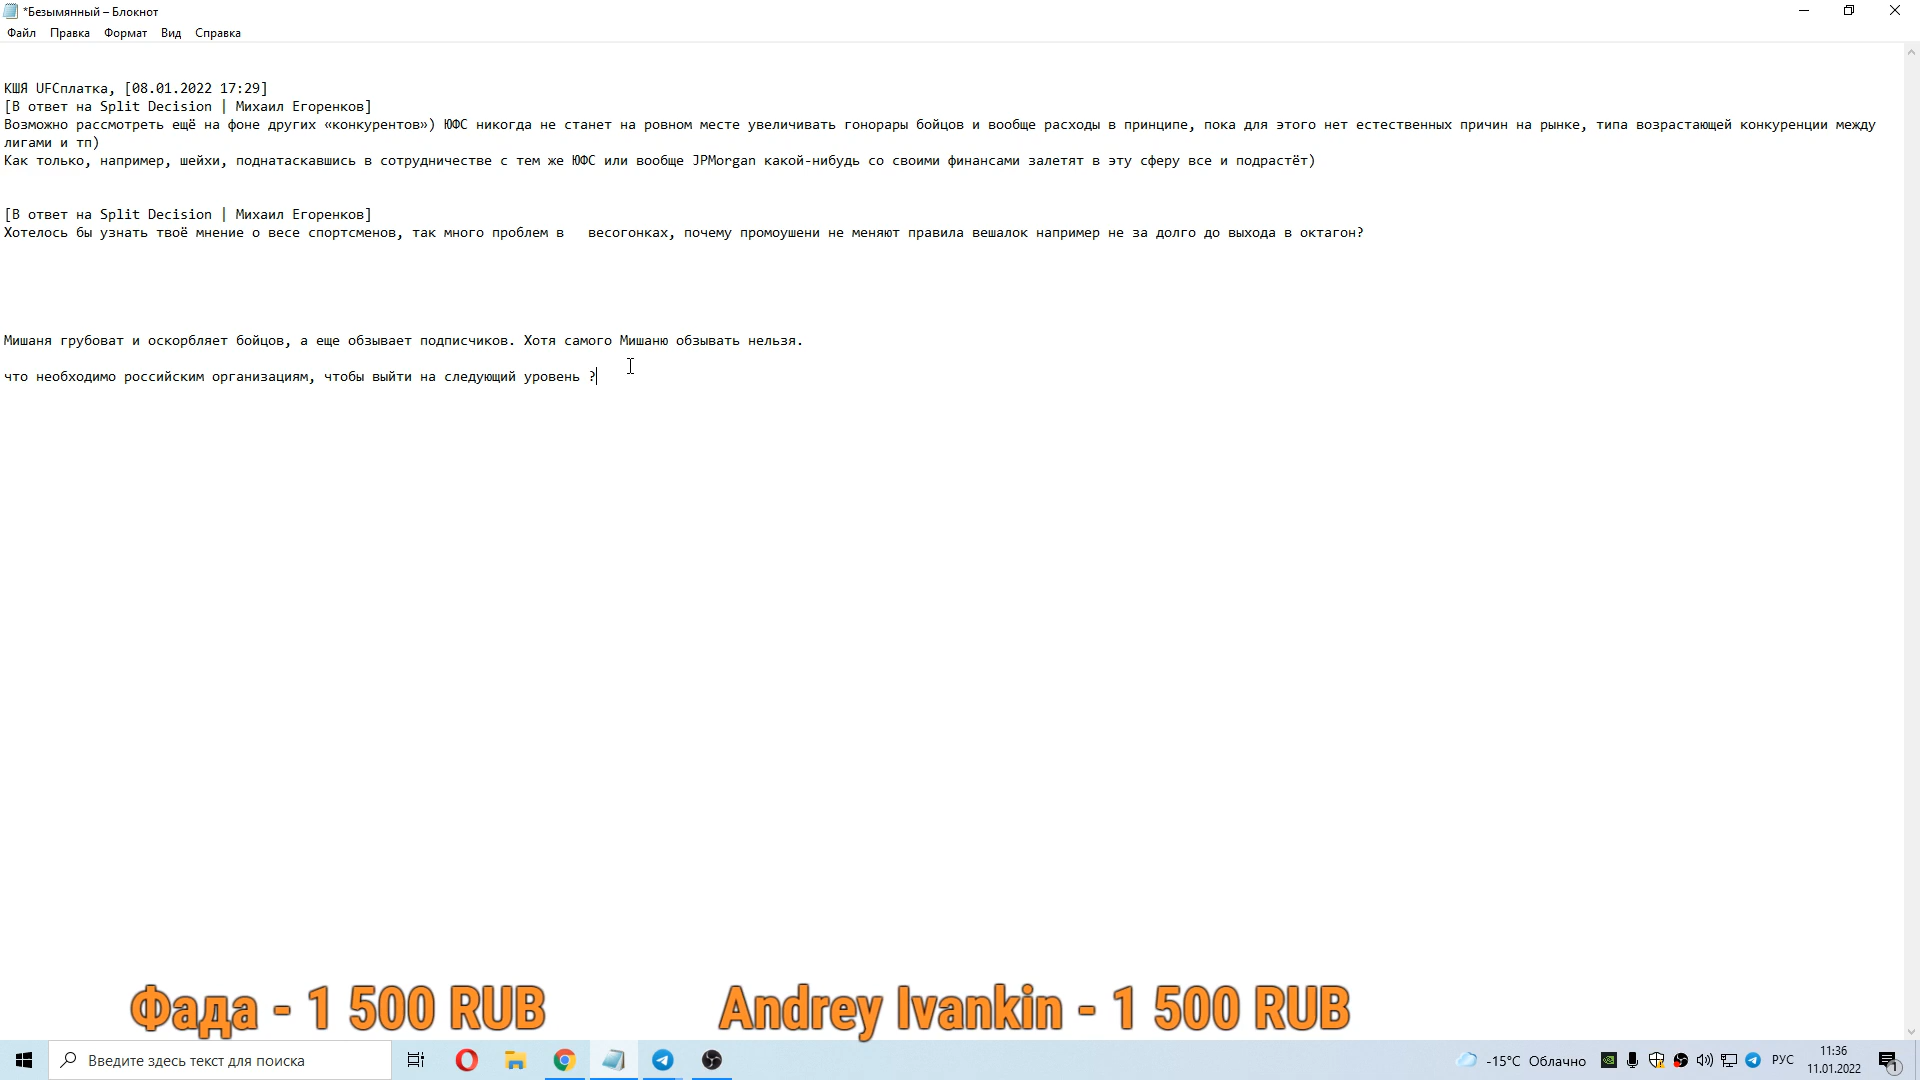 *Безымянный – Блокнот
Файл Правка Формат Вид Справка
КШЯ UFCплатка, [08.01.2022 17:29]
[В ответ на Split Decision | Михаил Егоренков]
Возможно рассмотреть ещё на фоне других «конкурентов») ЮФС никогда не станет на ровном месте увеличивать гонорары бойцов и вообще расходы в принципе, пока для этого нет естественных причин на рынке, типа возрастающей конкуренции между
лигами и тп)
Как только, например, шейхи, поднатаскавшись в сотрудничестве с тем же ЮФС или вообще JPMorgan какой-нибудь со своими финансами залетят в эту сферу все и подрастёт)
[В ответ на Split Decision | Михаил Егоренков]
Хотелось бы узнать твоё мнение о весе спортсменов, так много проблем в   весогонках, почему промоушени не меняют правила вешалок например не за долго до выхода в октагон?
Мишаня грубоват и оскорбляет бойцов, а еще обзывает подписчиков. Хотя самого Мишаню обзывать нельзя.
что необходимо российским организациям, чтобы выйти на следующий уровень ?
Фада - 1 500 RUB Andrey Ivankin - 1 500 RUB
Введите здесь текст для поиска -15°C Облачно РУС 11:36
11.01.2022 1